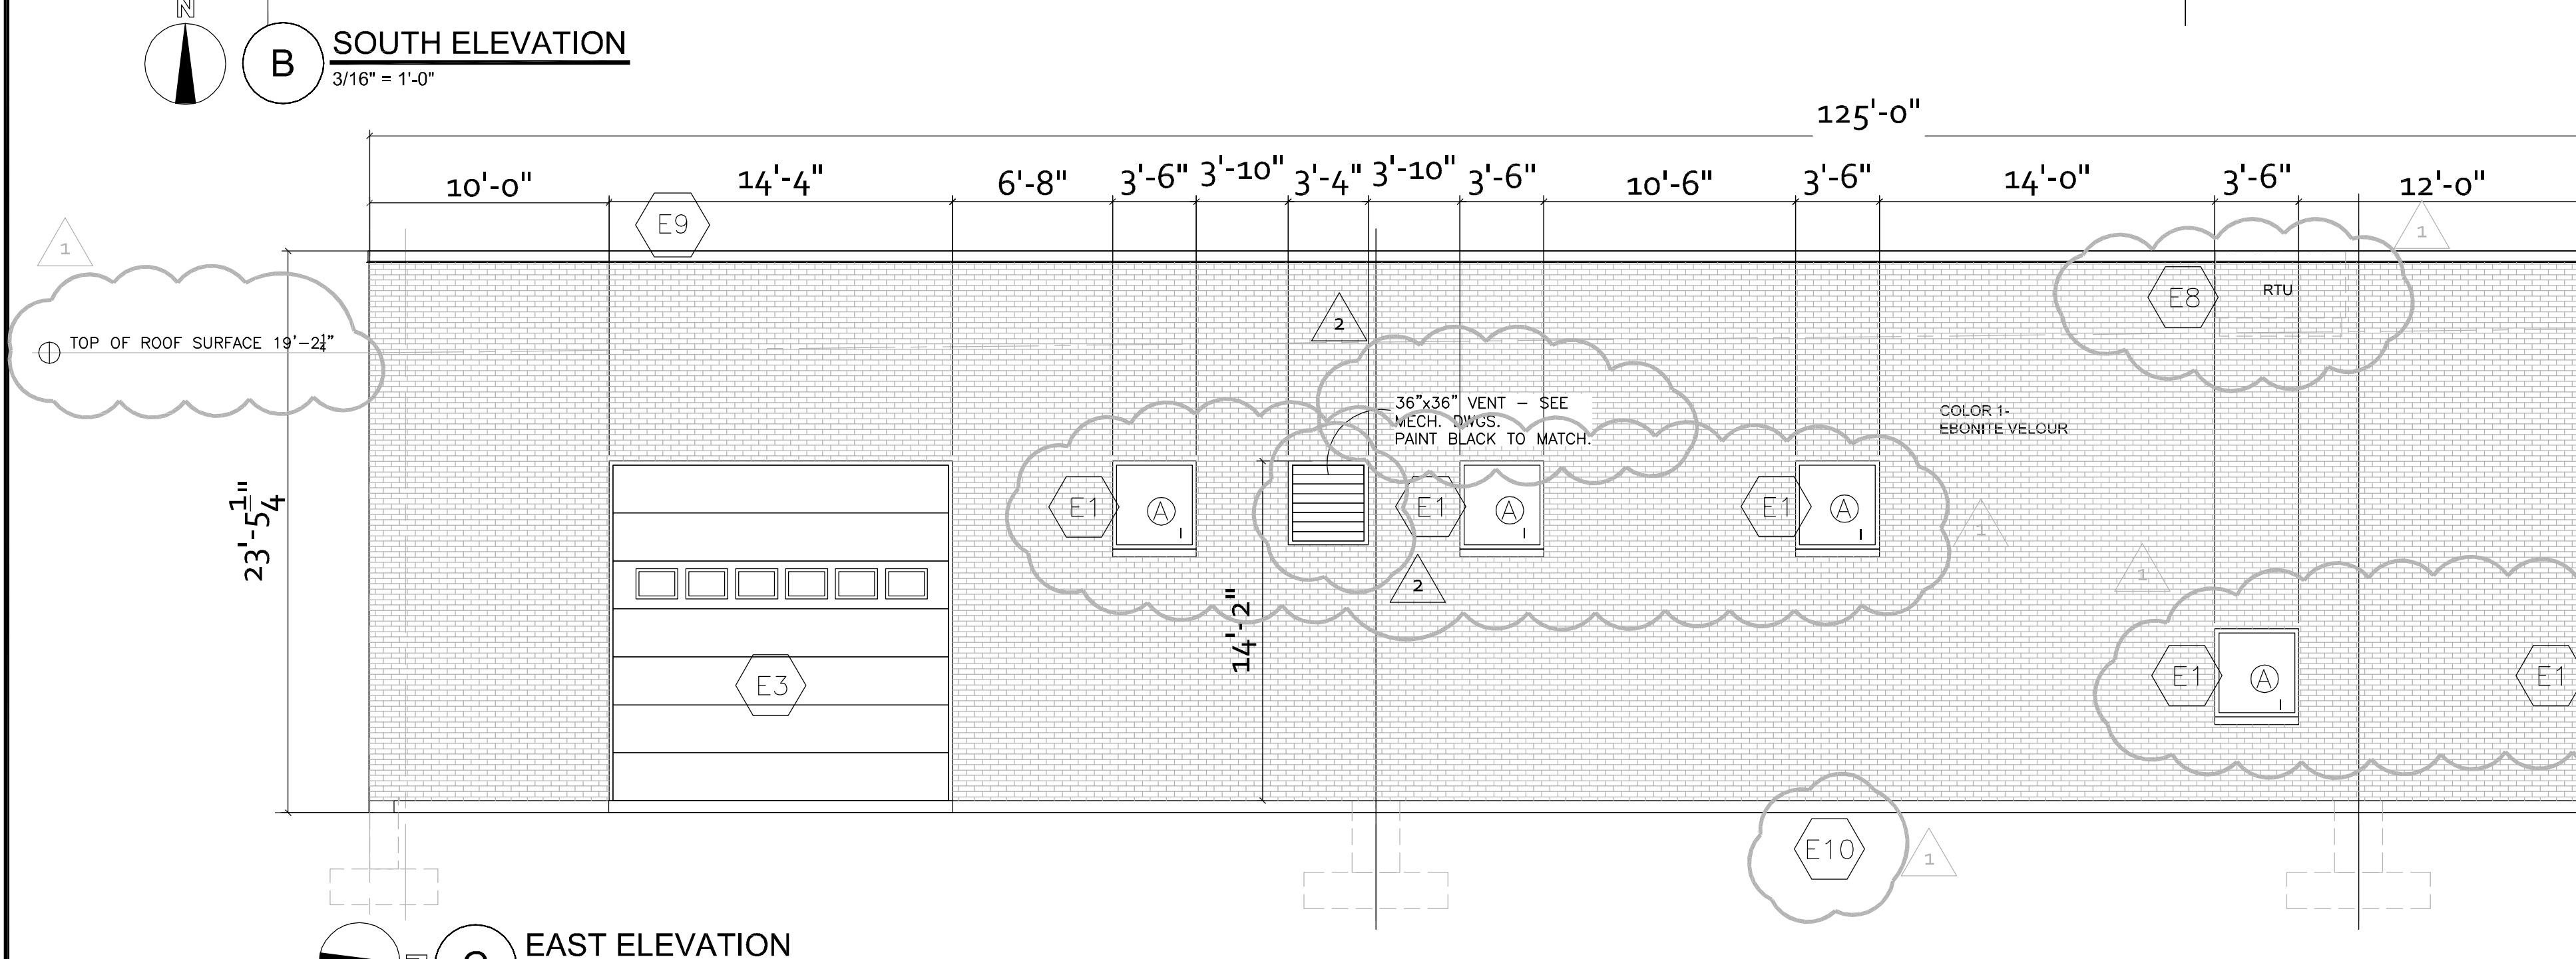 N
B
SOUTH ELEVATION
3/16" = 1'-0"
125'-0"
10'-0"
14'-4"
6'-8"
3'-6"
3'-10"
3'-4"
3'-10"
3'-6"
10'-6"
3'-6"
14'-0"
3'-6"
12'-0"
1
E9
1
E8
RTU
TOP OF ROOF SURFACE 19'-2¼"
2
36"x36" VENT – SEE
MECH. DWGS.
PAINT BLACK TO MATCH.
COLOR 1-
EBONITE VELOUR
23'-5¼"
E1
A
E1
A
E1
A
1
2
14'-2"
1
E3
E1
A
E1
E10
1
EAST ELEVATION